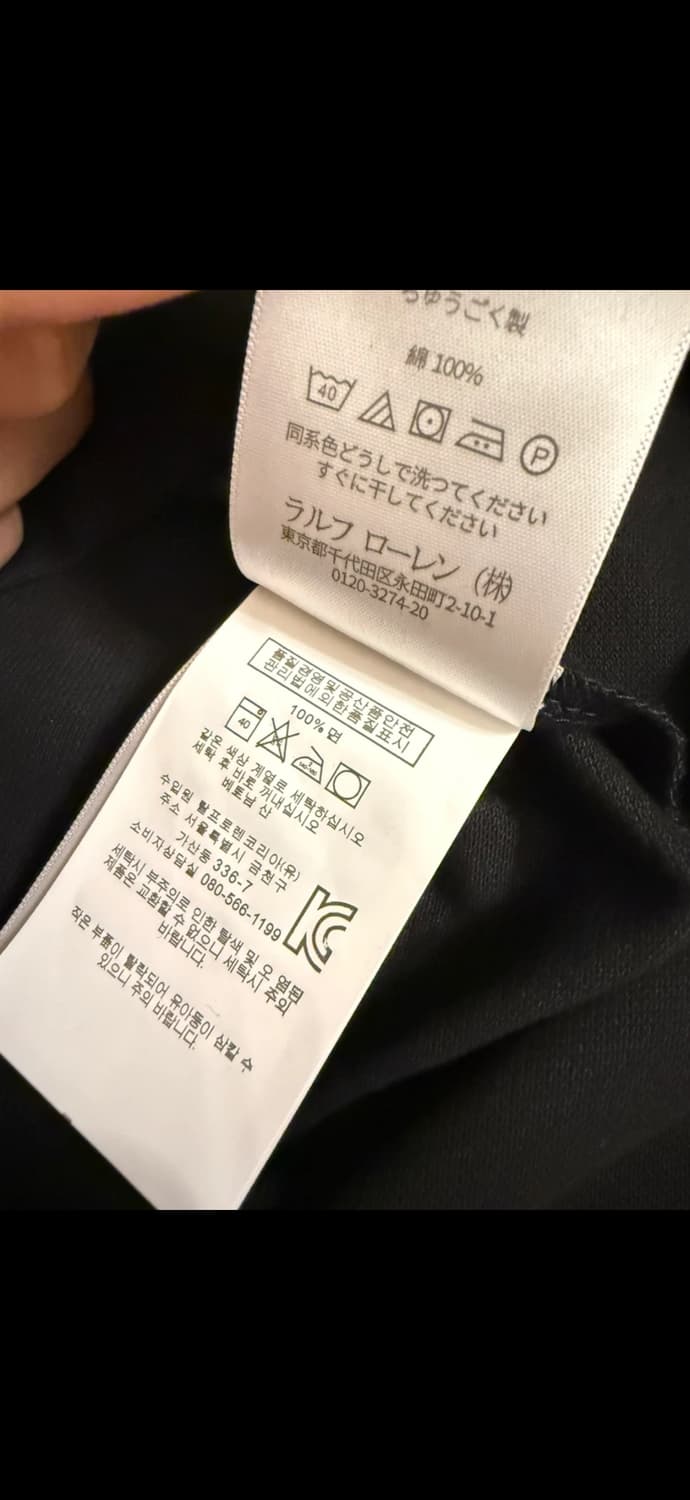 ちゆうごく製
綿 100%
40
P
同系色どうしで洗つてください
すぐに干してください
ラルフ ローレン (株)
東京都千代田区永田町2-10-1
0120-3274-20
품질경영및공산품안전
관리법에의한품질표시
100% 면
40
같은 색상 계열로 세탁하십시오
세탁 후 바로 꺼내십시오
베트남 산
수입원 랄프로렌코리아(유)
주소 서울특별시 금천구
가산동 336-7
소비자상담실 080-566-1199
세탁시 부주의로 인한 탈색 및 오 염된
제품은 교환할 수 없으니 세탁시 주의
바랍니다.
작은 부품이 탈락되어 유아동이 삼킬 수
있으니 주의 바랍니다.